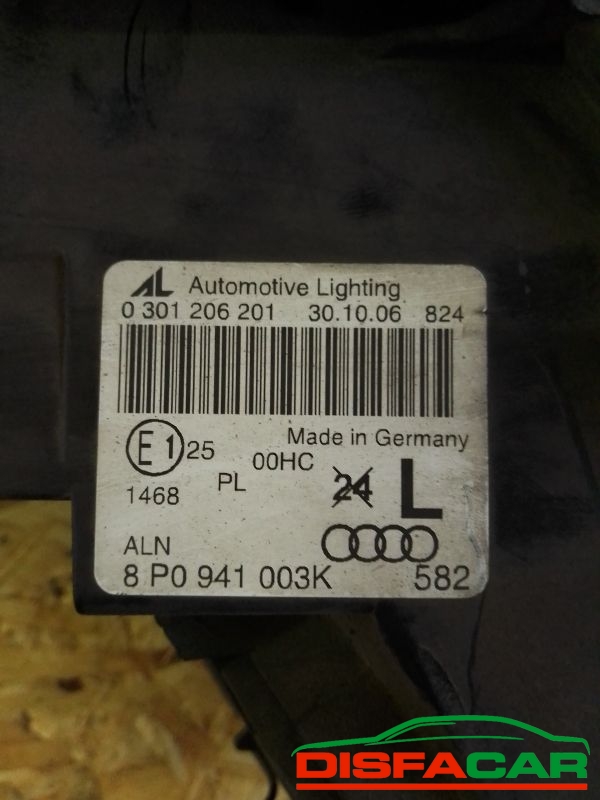 AL Automotive Lighting
0 301 206 201 30.10.06 824
Made in Germany
E1 25 00HC
1468 PL 24 L
ALN
8 P0 941 003K 582
DISFACAR